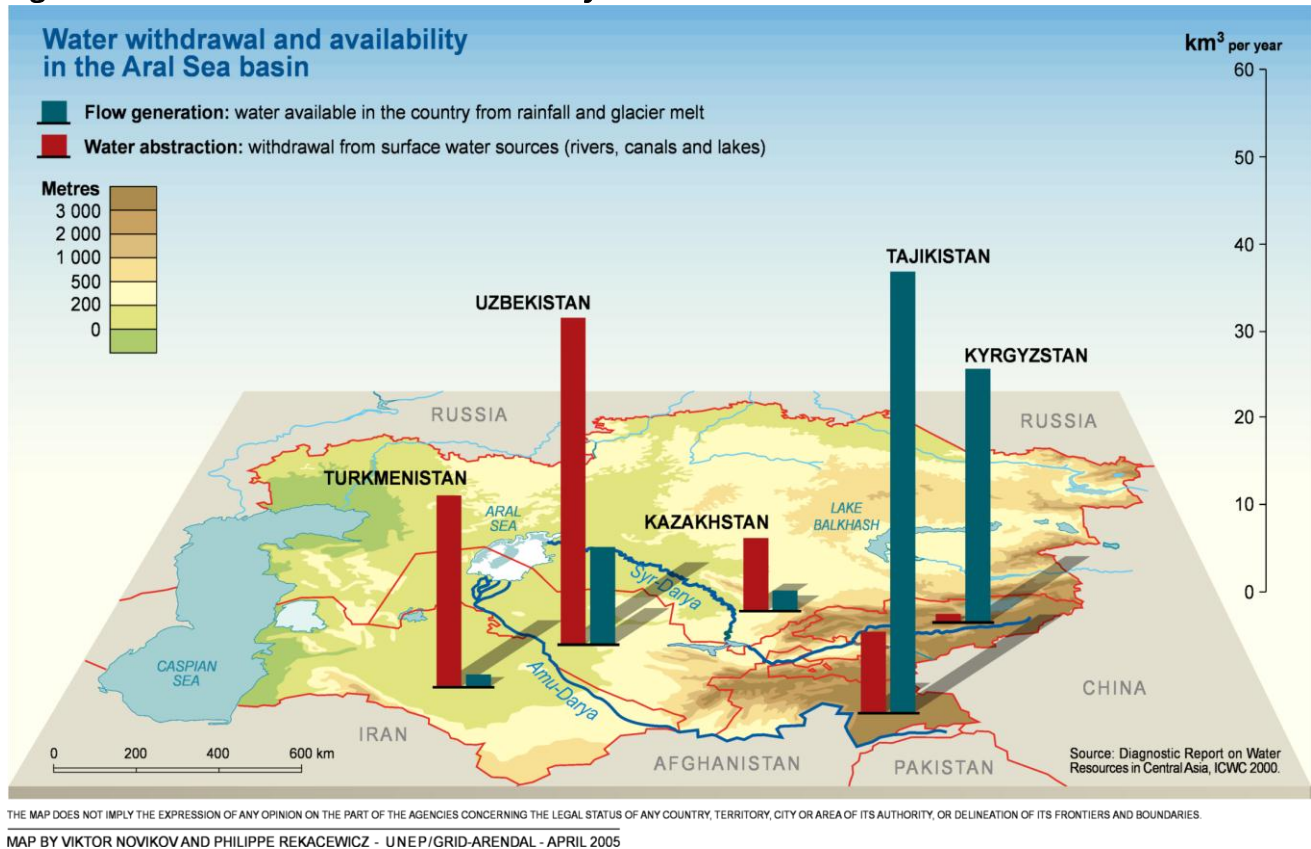 Water withdrawal and availability
in the Aral Sea basin
km³ per year
Flow generation: water available in the country from rainfall and glacier melt
Water abstraction: withdrawal from surface water sources (rivers, canals and lakes)
Metres
3 000
2 000
1 000
500
200
0
60
50
40
30
20
10
0
TAJIKISTAN
UZBEKISTAN
KYRGYZSTAN
RUSSIA
RUSSIA
TURKMENISTAN
ARAL
SEA
KAZAKHSTAN
LAKE
BALKHASH
Syr-Darya
CASPIAN
SEA
Amu-Darya
CHINA
IRAN
AFGHANISTAN
PAKISTAN
0 200 400 600 km
Source: Diagnostic Report on Water
Resources in Central Asia, ICWC 2000.
THE MAP DOES NOT IMPLY THE EXPRESSION OF ANY OPINION ON THE PART OF THE AGENCIES CONCERNING THE LEGAL STATUS OF ANY COUNTRY, TERRITORY, CITY OR AREA OF ITS AUTHORITY, OR DELINEATION OF ITS FRONTIERS AND BOUNDARIES.
MAP BY VIKTOR NOVIKOV AND PHILIPPE REKACEWICZ - UNEP/GRID-ARENDAL - APRIL 2005